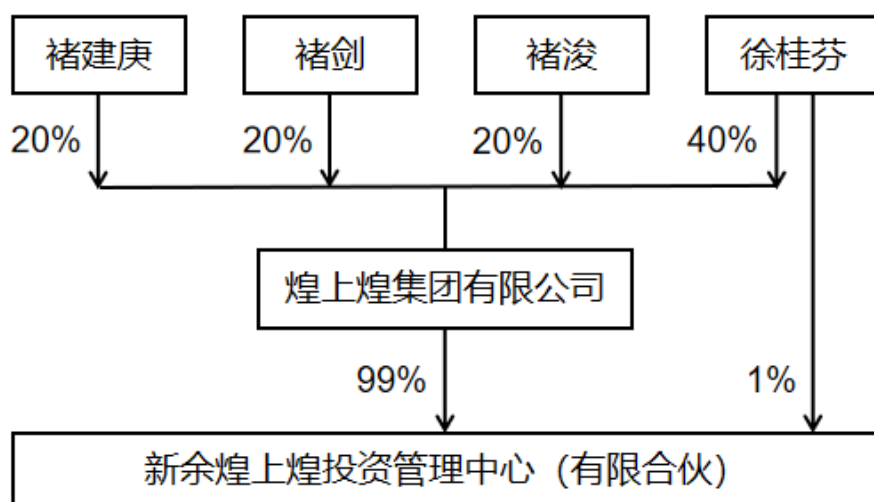 褚建庚
褚剑
褚浚
徐桂芬
20%
20%
20%
40%
煌上煌集团有限公司
99%
1%
新余煌上煌投资管理中心（有限合伙）